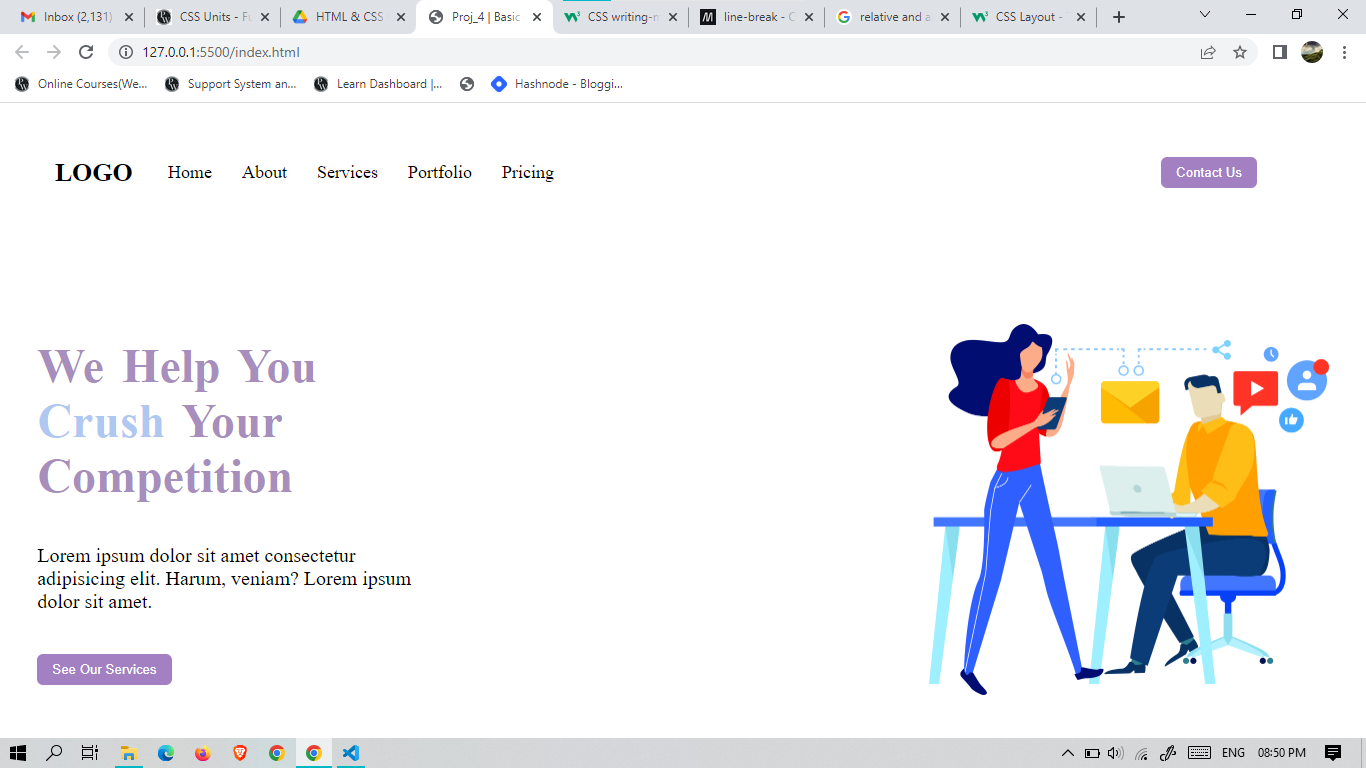 Inbox (2,131)
CSS Units - Fu
HTML & CSS
Proj_4 | Basic
CSS writing-m
line-break - C
relative and a
CSS Layout -
127.0.0.1:5500/index.html
Online Courses(We...
Support System an...
Learn Dashboard |...
Hashnode - Bloggi...
LOGO Home About Services Portfolio Pricing Contact Us
We Help You
Crush Your
Competition
Lorem ipsum dolor sit amet consectetur
adipisicing elit. Harum, veniam? Lorem ipsum
dolor sit amet.
See Our Services
ENG 08:50 PM